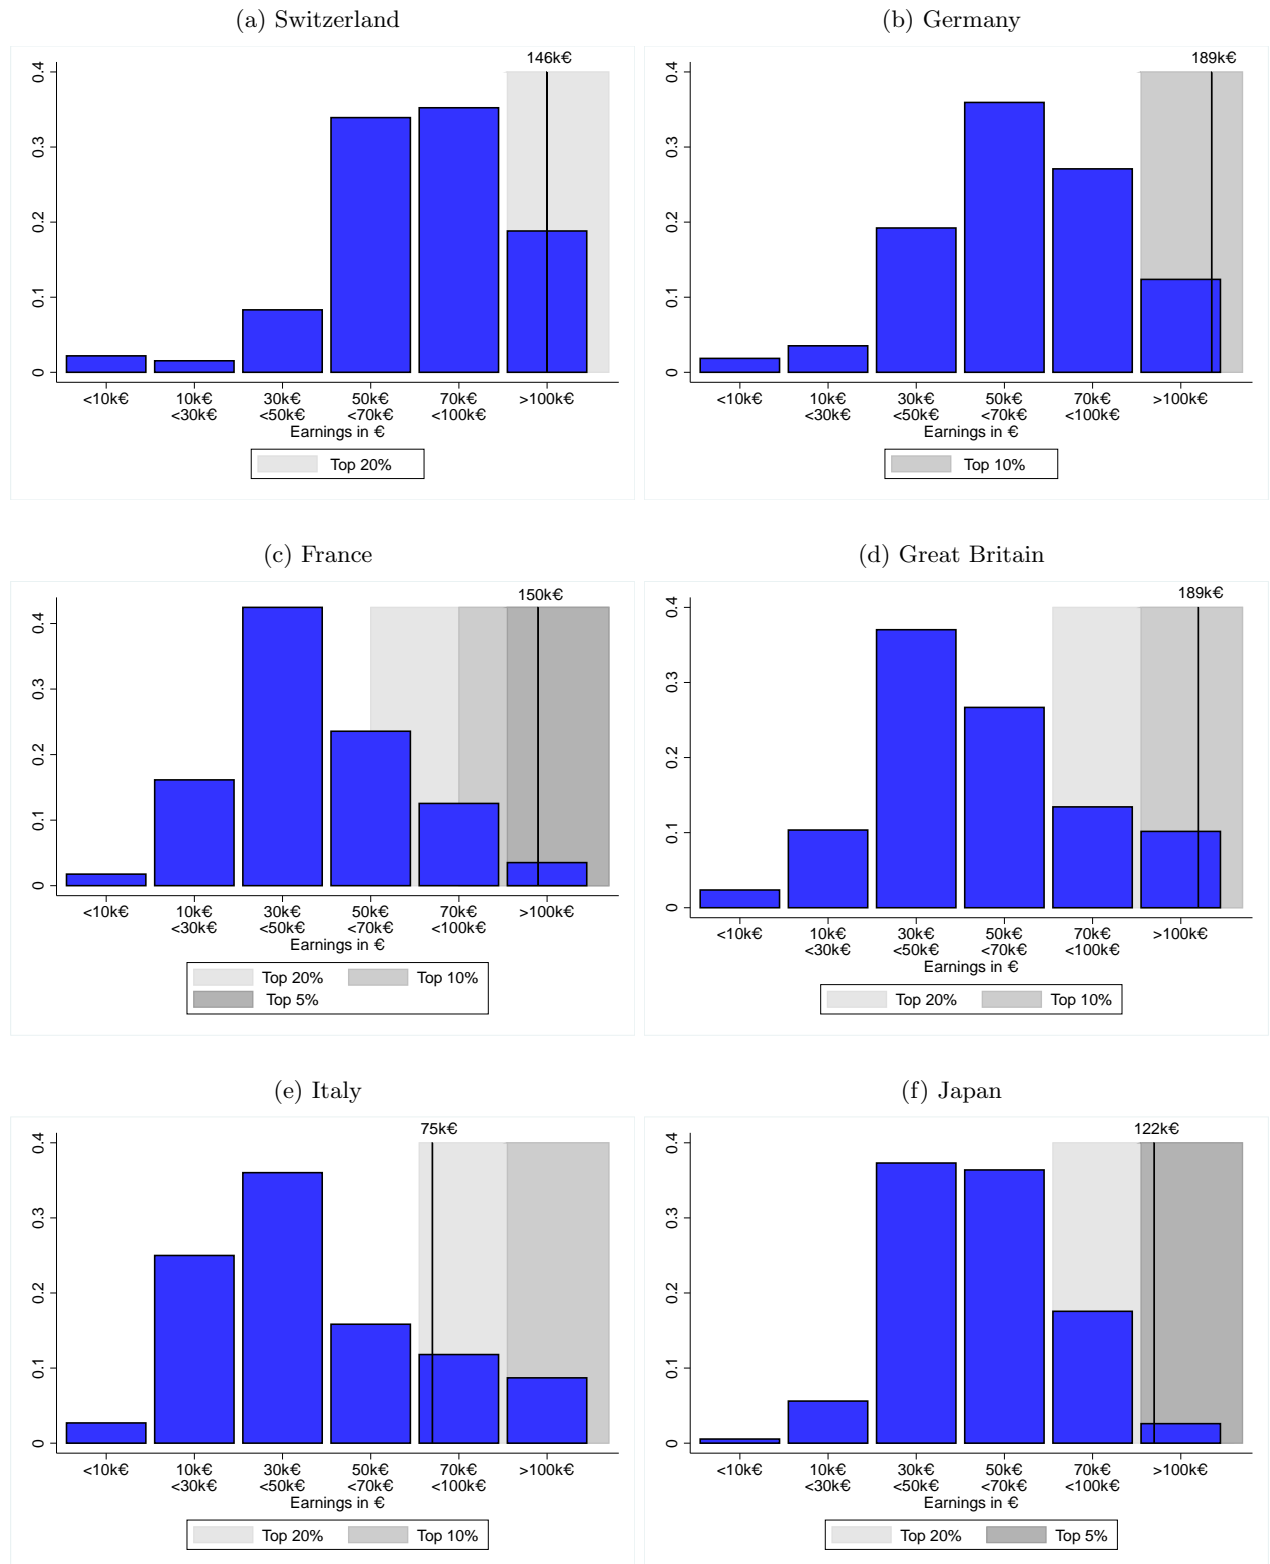 (a) Switzerland
146k€
0.4
0.3
0.2
0.1
0
<10k€ 10k€ 30k€ 50k€ 70k€ >100k€
<30k€ <50k€ <70k€ <100k€
Earnings in €
Top 20%
(b) Germany
189k€
0.4
0.3
0.2
0.1
0
<10k€ 10k€ 30k€ 50k€ 70k€ >100k€
<30k€ <50k€ <70k€ <100k€
Earnings in €
Top 10%
(c) France
150k€
0.4
0.3
0.2
0.1
0
<10k€ 10k€ 30k€ 50k€ 70k€ >100k€
<30k€ <50k€ <70k€ <100k€
Earnings in €
Top 20% Top 10%
Top 5%
(d) Great Britain
189k€
0.4
0.3
0.2
0.1
0
<10k€ 10k€ 30k€ 50k€ 70k€ >100k€
<30k€ <50k€ <70k€ <100k€
Earnings in €
Top 20% Top 10%
(e) Italy
75k€
0.4
0.3
0.2
0.1
0
<10k€ 10k€ 30k€ 50k€ 70k€ >100k€
<30k€ <50k€ <70k€ <100k€
Earnings in €
Top 20% Top 10%
(f) Japan
122k€
0.4
0.3
0.2
0.1
0
<10k€ 10k€ 30k€ 50k€ 70k€ >100k€
<30k€ <50k€ <70k€ <100k€
Earnings in €
Top 20% Top 5%